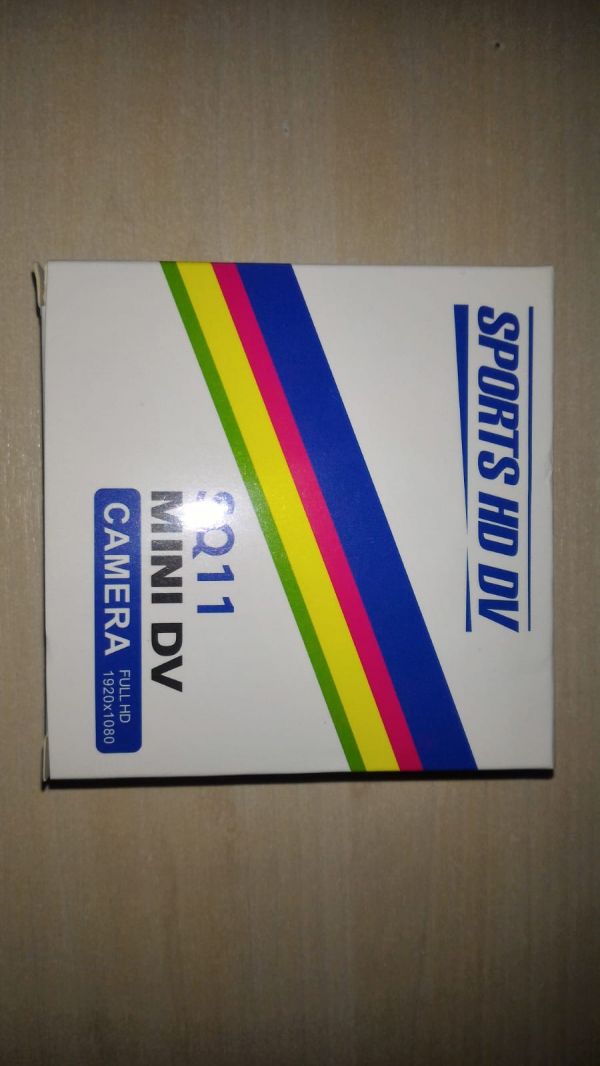 SPORTS HD DV
SQ11
MINI DV
CAMERA FULL HD
1920x1080